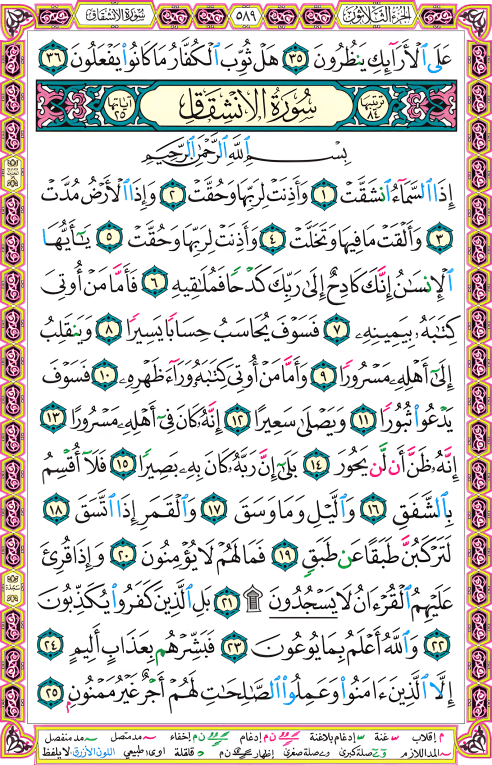 الجزء الثلاثون ٥٨٩ سورة الانشقاق
عَلَى ٱلْأَرَآئِكِ يَنظُرُونَ ٣٥ هَلْ ثُوِّبَ ٱلْكُفَّارُ مَا كَانُوا۟ يَفْعَلُونَ ٣٦
ترتيبها ٨٤ سُورَةُ الانْشِقَاقِ آياتها ٢٥
بِسْمِ ٱللَّهِ ٱلرَّحْمَٰنِ ٱلرَّحِيمِ
إِذَا ٱلسَّمَآءُ ٱنشَقَّتْ ١ وَأَذِنَتْ لِرَبِّهَا وَحُقَّتْ ٢ وَإِذَا ٱلْأَرْضُ مُدَّتْ
٣ وَأَلْقَتْ مَا فِيهَا وَتَخَلَّتْ ٤ وَأَذِنَتْ لِرَبِّهَا وَحُقَّتْ ٥ يَٰٓأَيُّهَا
ٱلْإِنسَٰنُ إِنَّكَ كَادِحٌ إِلَىٰ رَبِّكَ كَدْحًا فَمُلَٰقِيهِ ٦ فَأَمَّا مَنْ أُوتِىَ
كِتَٰبَهُۥ بِيَمِينِهِۦ ٧ فَسَوْفَ يُحَاسَبُ حِسَابًا يَسِيرًا ٨ وَيَنقَلِبُ
إِلَىٰٓ أَهْلِهِۦ مَسْرُورًا ٩ وَأَمَّا مَنْ أُوتِىَ كِتَٰبَهُۥ وَرَآءَ ظَهْرِهِۦ ١٠ فَسَوْفَ
يَدْعُوا۟ ثُبُورًا ١١ وَيَصْلَىٰ سَعِيرًا ١٢ إِنَّهُۥ كَانَ فِىٓ أَهْلِهِۦ مَسْرُورًا ١٣
إِنَّهُۥ ظَنَّ أَن لَّن يَحُورَ ١٤ بَلَىٰٓ إِنَّ رَبَّهُۥ كَانَ بِهِۦ بَصِيرًا ١٥ فَلَآ أُقْسِمُ
بِٱلشَّفَقِ ١٦ وَٱلَّيْلِ وَمَا وَسَقَ ١٧ وَٱلْقَمَرِ إِذَا ٱتَّسَقَ ١٨
لَتَرْكَبُنَّ طَبَقًا عَن طَبَقٍ ١٩ فَمَا لَهُمْ لَا يُؤْمِنُونَ ٢٠ وَإِذَا قُرِئَ
عَلَيْهِمُ ٱلْقُرْءَانُ لَا يَسْجُدُونَ ۩ ٢١ بَلِ ٱلَّذِينَ كَفَرُوا۟ يُكَذِّبُونَ
٢٢ وَٱللَّهُ أَعْلَمُ بِمَا يُوعُونَ ٢٣ فَبَشِّرْهُم بِعَذَابٍ أَلِيمٍ ٢٤
إِلَّا ٱلَّذِينَ ءَامَنُوا۟ وَعَمِلُوا۟ ٱلصَّٰلِحَٰتِ لَهُمْ أَجْرٌ غَيْرُ مَمْنُونٍۭ ٢٥
م إقلاب غنة إدغام بلاغنة ن م إدغام ن م إخفاء مد متصل مد منفصل
المد اللازم صلة كبرى وصلة صغرى إظهار قلقلة اوى طبيعي اللون الأزرق لا يلفظ